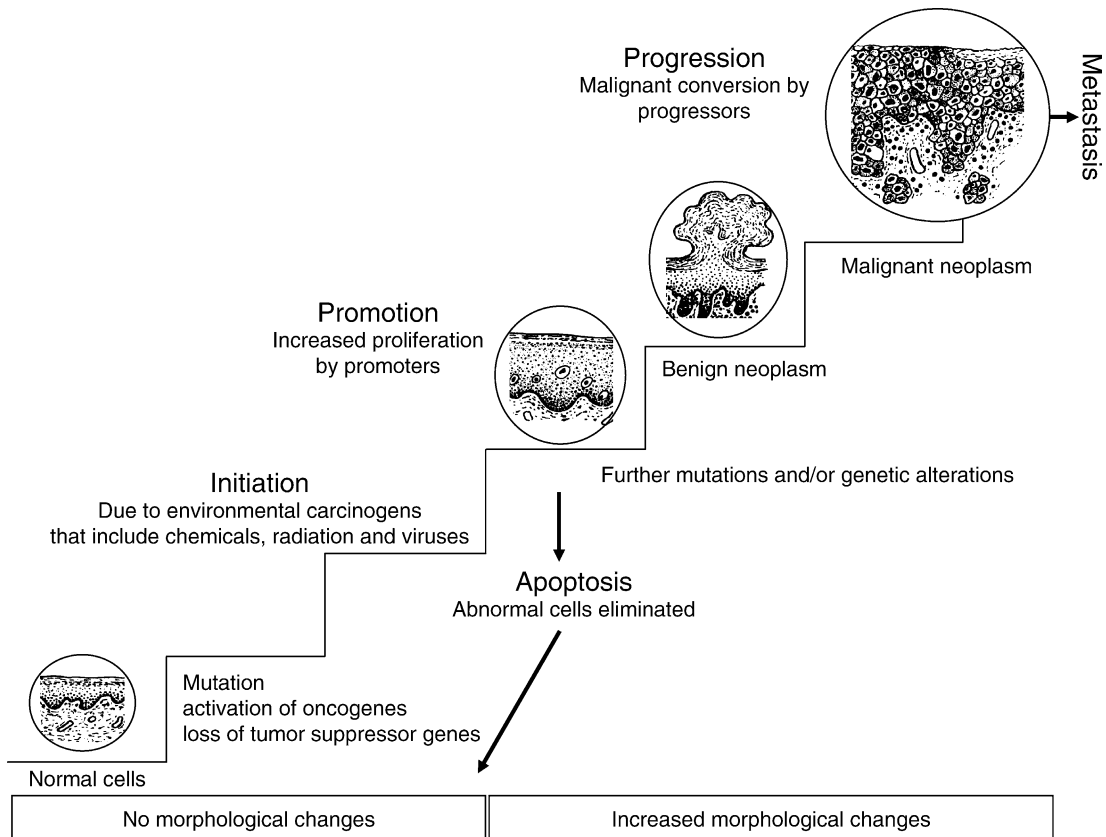 Progression
Malignant conversion by
progressors
Metastasis
Malignant neoplasm
Promotion
Increased proliferation
by promoters
Benign neoplasm
Initiation
Due to environmental carcinogens
that include chemicals, radiation and viruses
Further mutations and/or genetic alterations
Apoptosis
Abnormal cells eliminated
Mutation
activation of oncogenes
loss of tumor suppressor genes
Normal cells
No morphological changes
Increased morphological changes